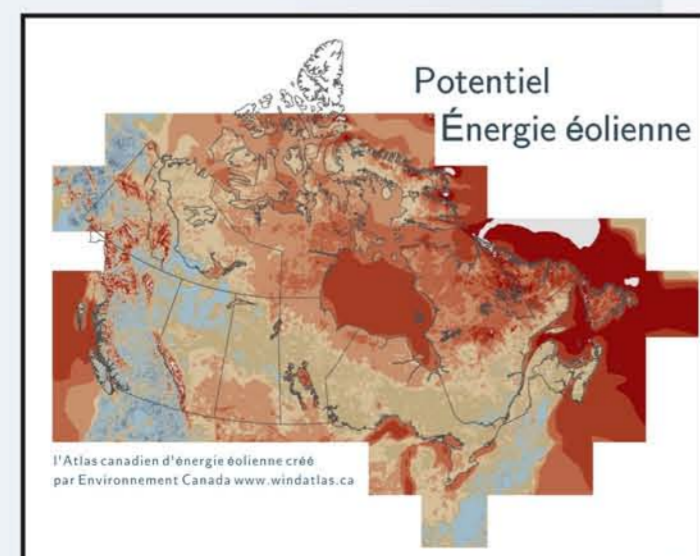 Potentiel
Énergie éolienne
l'Atlas canadien d'énergie éolienne créé
par Environnement Canada www.windatlas.ca